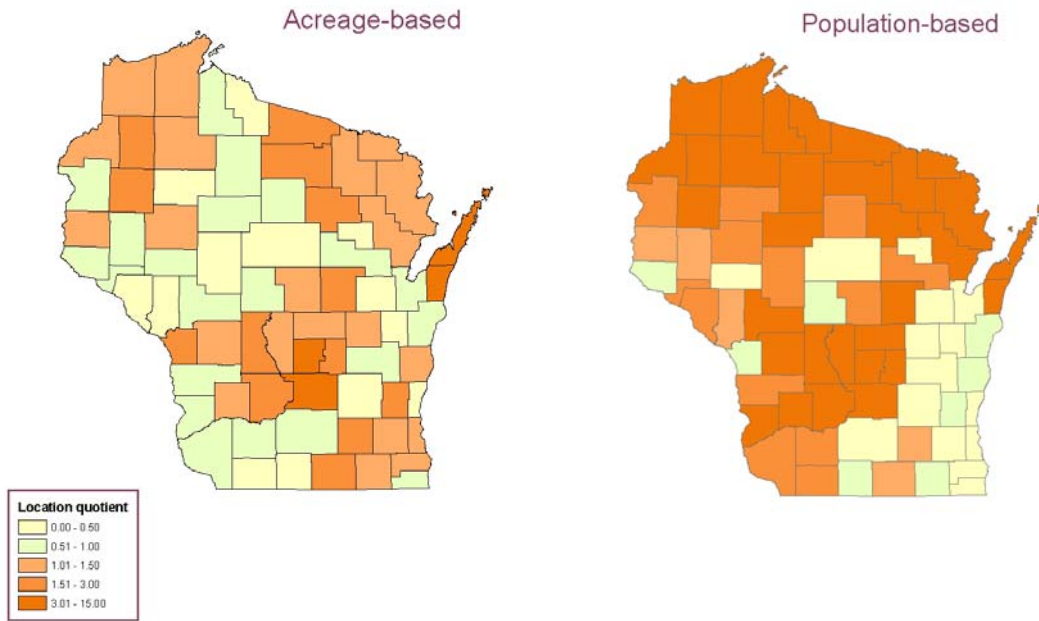 Acreage-based
Population-based
Location quotient
0.00 - 0.50
0.51 - 1.00
1.01 - 1.50
1.51 - 3.00
3.01 - 15.00